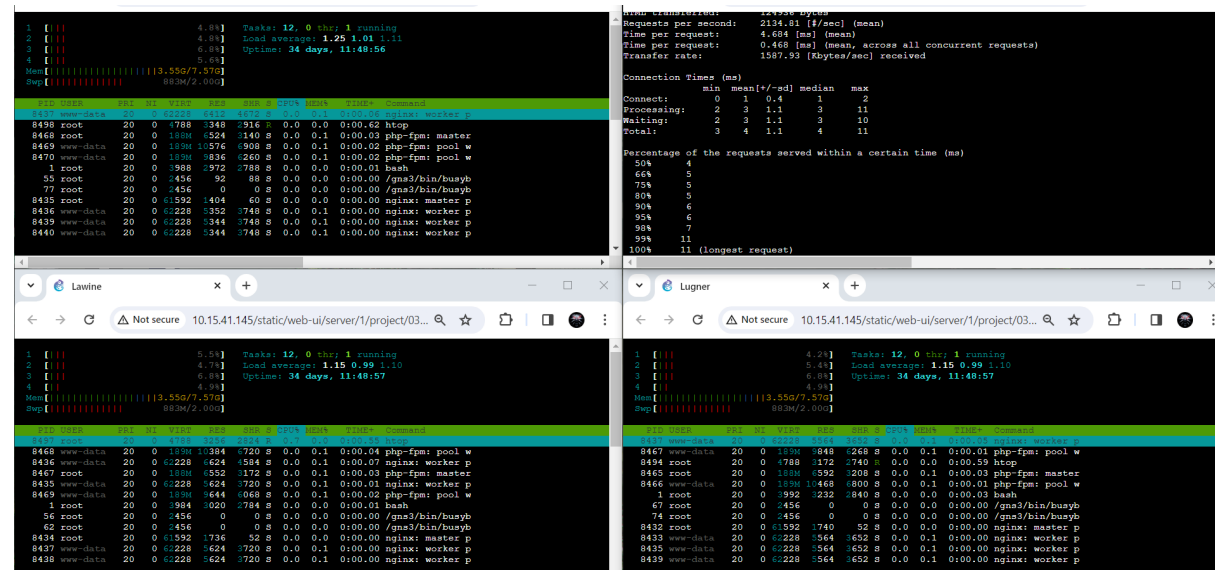 1 [||| 4.8%] Tasks: 12, 0 thr; 1 running
2 [||| 4.8%] Load average: 1.25 1.01 1.11
3 [||| 6.8%] Uptime: 34 days, 11:48:56
4 [||| 5.6%]
Mem[||||||||||||||||||||3.55G/7.57G]
Swp[||||||||||||| 883M/2.00G]
PID USER PRI NI VIRT RES SHR S CPU% MEM% TIME+ Command
8437 www-data 20 0 62228 6412 4672 S 0.0 0.1 0:00.06 nginx: worker p
8498 root 20 0 4788 3348 2916 R 0.0 0.0 0:00.62 htop
8468 root 20 0 188M 6524 3140 S 0.0 0.1 0:00.03 php-fpm: master
8469 www-data 20 0 189M 10576 6908 S 0.0 0.1 0:00.02 php-fpm: pool w
8470 www-data 20 0 189M 9836 6260 S 0.0 0.1 0:00.02 php-fpm: pool w
1 root 20 0 3988 2972 2788 S 0.0 0.0 0:00.01 bash
55 root 20 0 2456 92 88 S 0.0 0.0 0:00.00 /gns3/bin/busyb
77 root 20 0 2456 0 0 S 0.0 0.0 0:00.00 /gns3/bin/busyb
8435 root 20 0 61592 1404 60 S 0.0 0.0 0:00.00 nginx: master p
8436 www-data 20 0 62228 5352 3748 S 0.0 0.1 0:00.00 nginx: worker p
8439 www-data 20 0 62228 5344 3748 S 0.0 0.1 0:00.00 nginx: worker p
8440 www-data 20 0 62228 5344 3748 S 0.0 0.1 0:00.00 nginx: worker p
HTML transferred: 124936 bytes
Requests per second: 2134.81 [#/sec] (mean)
Time per request: 4.684 [ms] (mean)
Time per request: 0.468 [ms] (mean, across all concurrent requests)
Transfer rate: 1587.93 [Kbytes/sec] received
Connection Times (ms)
min mean[+/-sd] median max
Connect: 0 1 0.4 1 2
Processing: 2 3 1.1 3 11
Waiting: 2 3 1.1 3 10
Total: 3 4 1.1 4 11
Percentage of the requests served within a certain time (ms)
50% 4
66% 5
75% 5
80% 5
90% 6
95% 6
98% 7
99% 11
100% 11 (longest request)
Lawine
Not secure 10.15.41.145/static/web-ui/server/1/project/03...
1 [||| 5.5%] Tasks: 12, 0 thr; 1 running
2 [||| 4.7%] Load average: 1.15 0.99 1.10
3 [||| 6.8%] Uptime: 34 days, 11:48:57
4 [|| 4.9%]
Mem[||||||||||||||||||||3.55G/7.57G]
Swp[||||||||||||| 883M/2.00G]
PID USER PRI NI VIRT RES SHR S CPU% MEM% TIME+ Command
8497 root 20 0 4788 3256 2824 R 0.7 0.0 0:00.55 htop
8468 www-data 20 0 189M 10384 6720 S 0.0 0.1 0:00.04 php-fpm: pool w
8436 www-data 20 0 62228 6624 4584 S 0.0 0.1 0:00.07 nginx: worker p
8467 root 20 0 188M 6552 3172 S 0.0 0.1 0:00.03 php-fpm: master
8435 www-data 20 0 62228 5624 3720 S 0.0 0.1 0:00.01 nginx: worker p
8469 www-data 20 0 189M 9644 6068 S 0.0 0.1 0:00.02 php-fpm: pool w
1 root 20 0 3984 3020 2784 S 0.0 0.0 0:00.01 bash
56 root 20 0 2456 0 0 S 0.0 0.0 0:00.00 /gns3/bin/busyb
62 root 20 0 2456 0 0 S 0.0 0.0 0:00.00 /gns3/bin/busyb
8434 root 20 0 61592 1736 52 S 0.0 0.0 0:00.00 nginx: master p
8437 www-data 20 0 62228 5624 3720 S 0.0 0.1 0:00.00 nginx: worker p
8438 www-data 20 0 62228 5624 3720 S 0.0 0.1 0:00.00 nginx: worker p
Lugner
Not secure 10.15.41.145/static/web-ui/server/1/project/03...
1 [||| 4.2%] Tasks: 12, 0 thr; 1 running
2 [||| 5.4%] Load average: 1.15 0.99 1.10
3 [||| 6.8%] Uptime: 34 days, 11:48:57
4 [|| 4.9%]
Mem[||||||||||||||||||||3.55G/7.57G]
Swp[||||||||||||| 883M/2.00G]
PID USER PRI NI VIRT RES SHR S CPU% MEM% TIME+ Command
8437 www-data 20 0 62228 5564 3652 S 0.0 0.1 0:00.05 nginx: worker p
8467 www-data 20 0 189M 9848 6268 S 0.0 0.1 0:00.01 php-fpm: pool w
8494 root 20 0 4788 3172 2740 R 0.0 0.0 0:00.59 htop
8465 root 20 0 188M 6592 3208 S 0.0 0.1 0:00.03 php-fpm: master
8466 www-data 20 0 189M 10468 6800 S 0.0 0.1 0:00.01 php-fpm: pool w
1 root 20 0 3992 3232 2840 S 0.0 0.0 0:00.03 bash
67 root 20 0 2456 0 0 S 0.0 0.0 0:00.00 /gns3/bin/busyb
74 root 20 0 2456 0 0 S 0.0 0.0 0:00.00 /gns3/bin/busyb
8432 root 20 0 61592 1740 52 S 0.0 0.0 0:00.00 nginx: master p
8433 www-data 20 0 62228 5564 3652 S 0.0 0.1 0:00.00 nginx: worker p
8435 www-data 20 0 62228 5564 3652 S 0.0 0.1 0:00.00 nginx: worker p
8439 www-data 20 0 62228 5564 3652 S 0.0 0.1 0:00.00 nginx: worker p